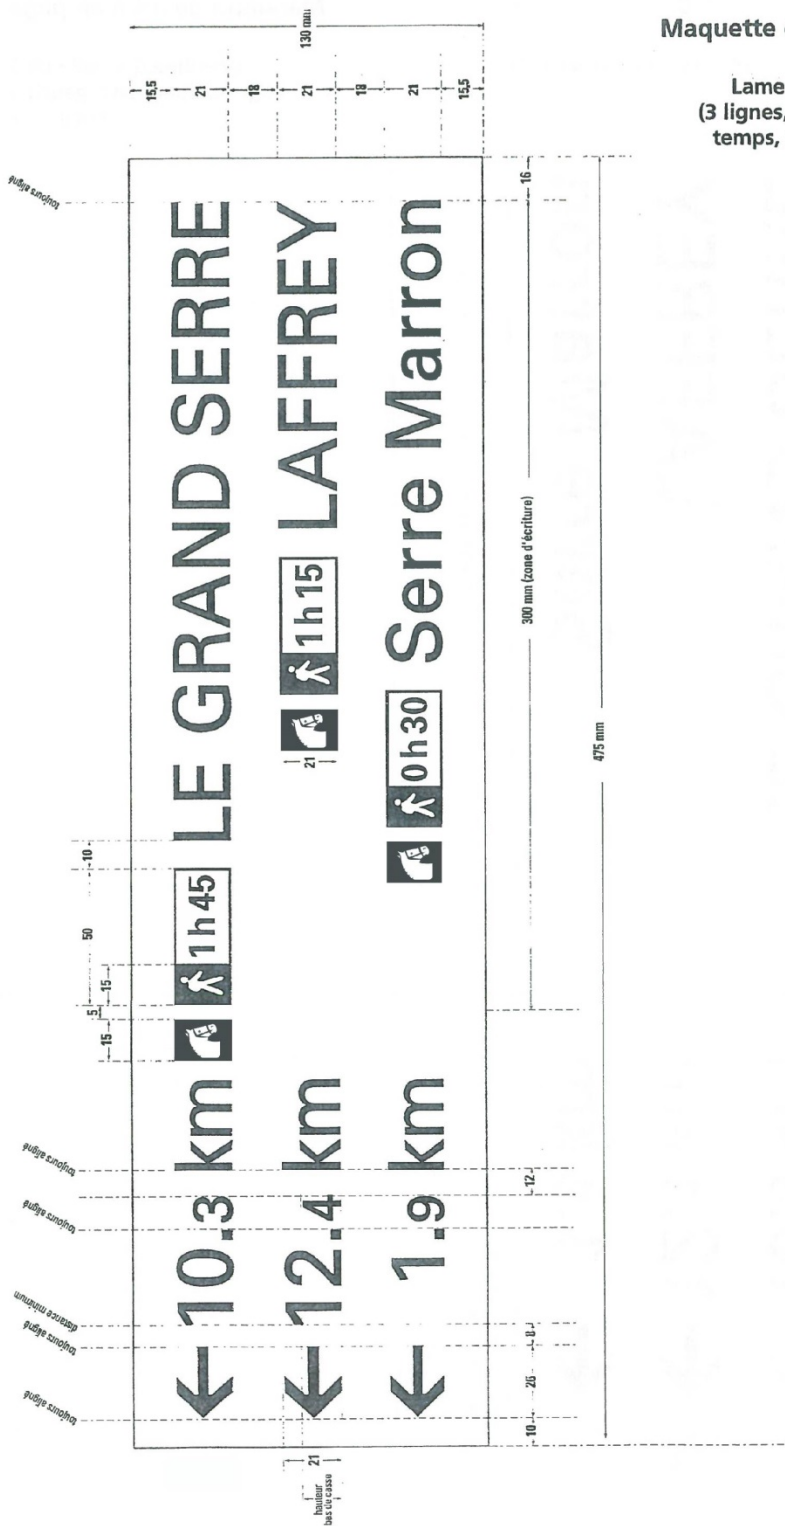 Maquette
Lame
(3 lignes,
temps,
130 mm
15,5
21
18
21
18
21
15,5
toujours aligné
toujours aligné
toujours aligné
distance minimum
toujours aligné
toujours aligné
← 10.3 km 1h45 LE GRAND SERRE
← 12.4 km 1h15 LAFFREY
← 1.9 km 0h30 Serre Marron
15
5
15
50
10
21
21
hauteur
bas de casse
10
26
8
12
300 mm (zone d'écriture)
16
475 mm